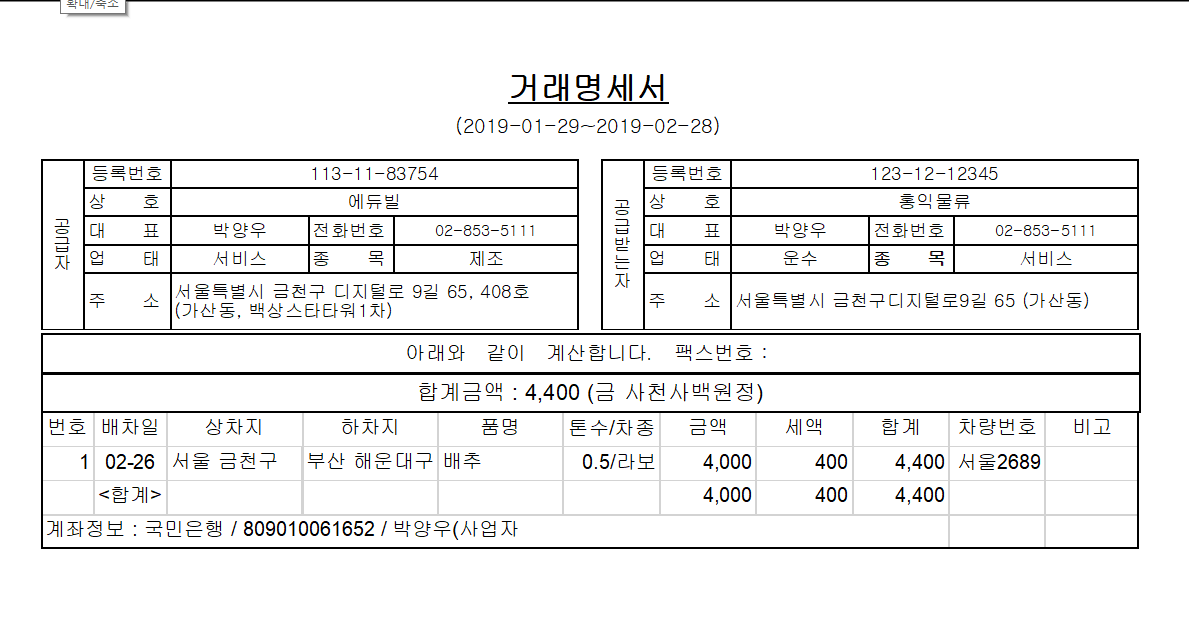 확대/축소
거래명세서
(2019-01-29~2019-02-28)
공급자
등록번호 113-11-83754
상 호 에듀빌
대 표 박양우 전화번호 02-853-5111
업 태 서비스 종 목 제조
주 소 서울특별시 금천구 디지털로 9길 65, 408호
(가산동, 백상스타타워1차)
공급받는자
등록번호 123-12-12345
상 호 홍익물류
대 표 박양우 전화번호 02-853-5111
업 태 운수 종 목 서비스
주 소 서울특별시 금천구디지털로9길 65 (가산동)
아래와 같이 계산합니다. 팩스번호 :
합계금액 : 4,400 (금 사천사백원정)
번호 배차일 상차지 하차지 품명 톤수/차종 금액 세액 합계 차량번호 비고
1 02-26 서울 금천구 부산 해운대구 배추 0.5/라보 4,000 400 4,400 서울2689
<합계> 4,000 400 4,400
계좌정보 : 국민은행 / 809010061652 / 박양우(사업자